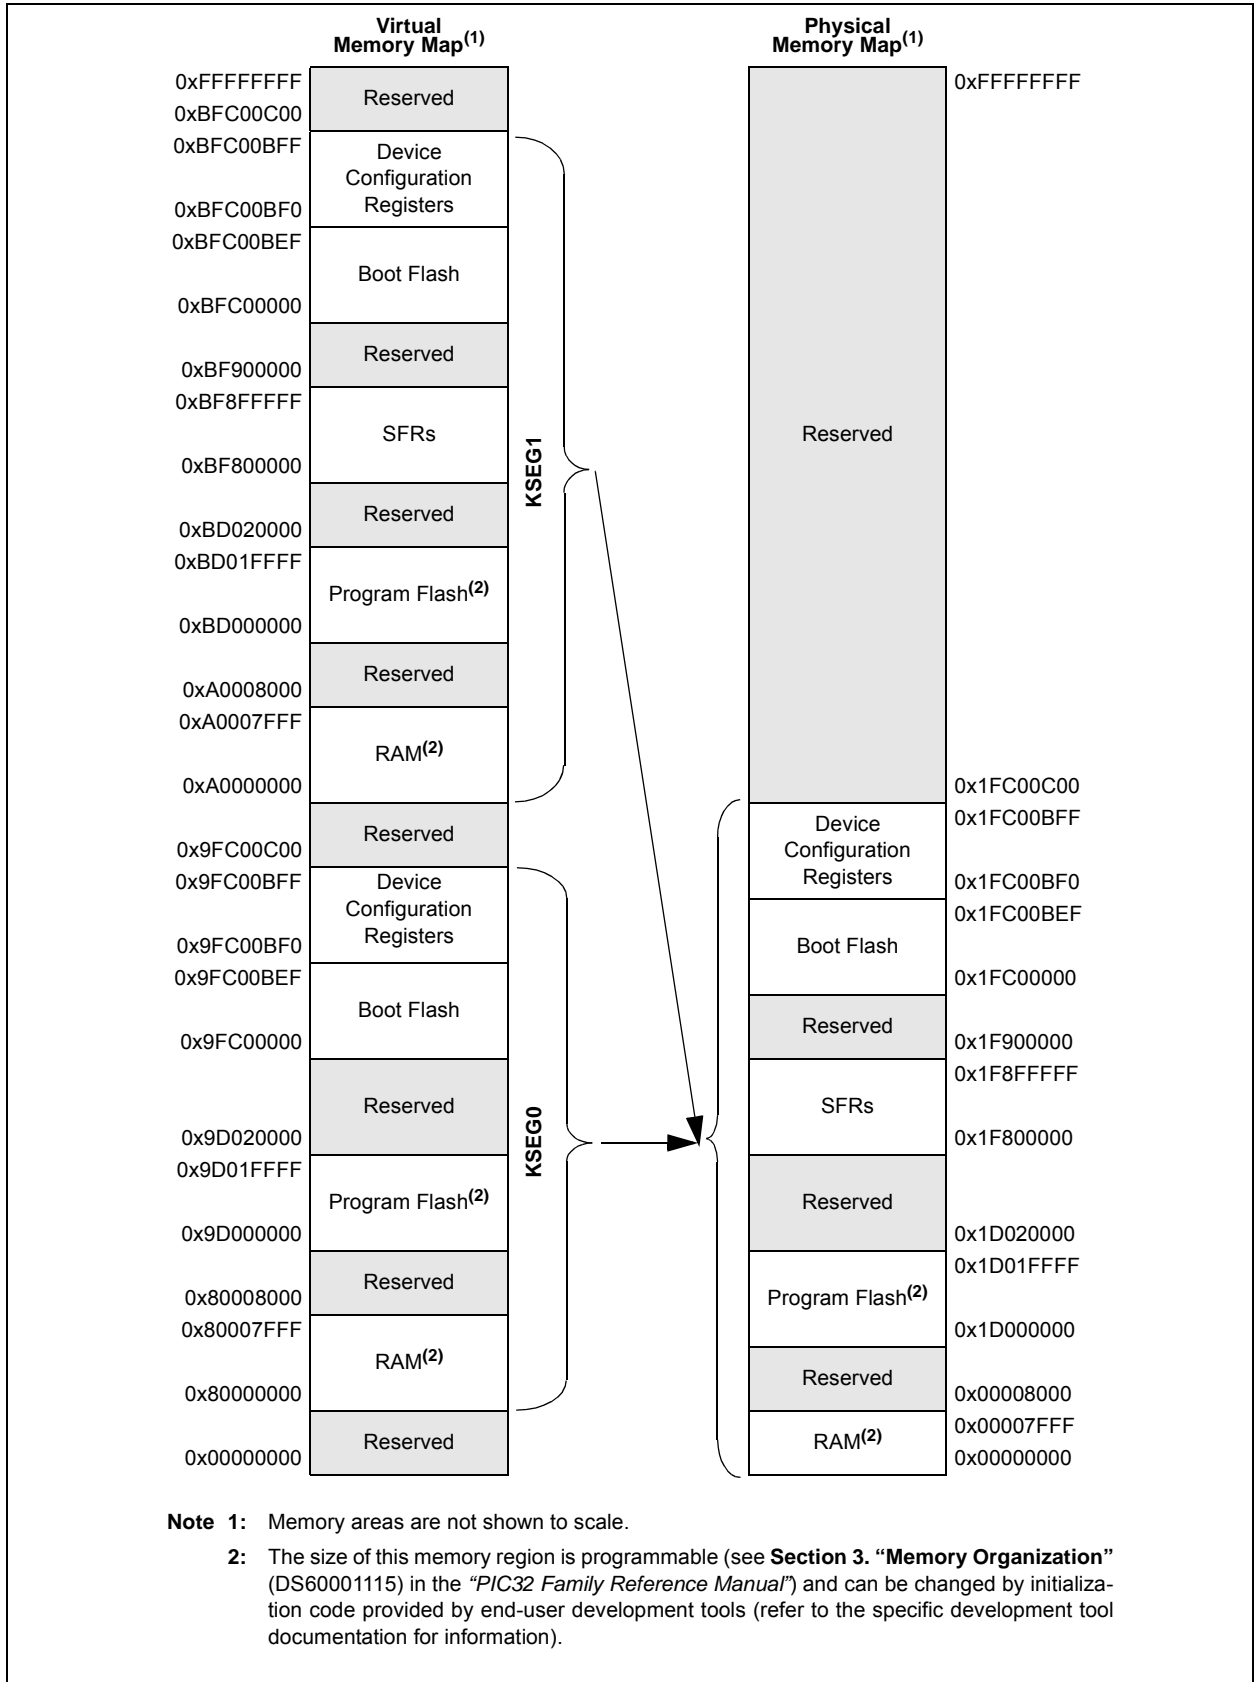 Virtual
Memory Map(1)
0xFFFFFFFF
Reserved
0xBFC00C00
0xBFC00BFF
Device
Configuration
Registers
0xBFC00BF0
0xBFC00BEF
Boot Flash
0xBFC00000
Reserved
0xBF900000
0xBF8FFFFF
SFRs
0xBF800000
Reserved
0xBD020000
0xBD01FFFF
Program Flash(2)
0xBD000000
Reserved
0xA0008000
0xA0007FFF
RAM(2)
0xA0000000
KSEG1
Reserved
0x9FC00C00
0x9FC00BFF
Device
Configuration
Registers
0x9FC00BF0
0x9FC00BEF
Boot Flash
0x9FC00000
Reserved
0x9D020000
0x9D01FFFF
Program Flash(2)
0x9D000000
Reserved
0x80008000
0x80007FFF
RAM(2)
0x80000000
KSEG0
Reserved
0x00000000
Physical
Memory Map(1)
0xFFFFFFFF
Reserved
0x1FC00C00
0x1FC00BFF
Device
Configuration
Registers
0x1FC00BF0
0x1FC00BEF
Boot Flash
0x1FC00000
Reserved
0x1F900000
0x1F8FFFFF
SFRs
0x1F800000
Reserved
0x1D020000
0x1D01FFFF
Program Flash(2)
0x1D000000
Reserved
0x00008000
0x00007FFF
RAM(2)
0x00000000
Note 1: Memory areas are not shown to scale.
2: The size of this memory region is programmable (see Section 3. “Memory Organization”
(DS60001115) in the “PIC32 Family Reference Manual”) and can be changed by initializa-
tion code provided by end-user development tools (refer to the specific development tool
documentation for information).